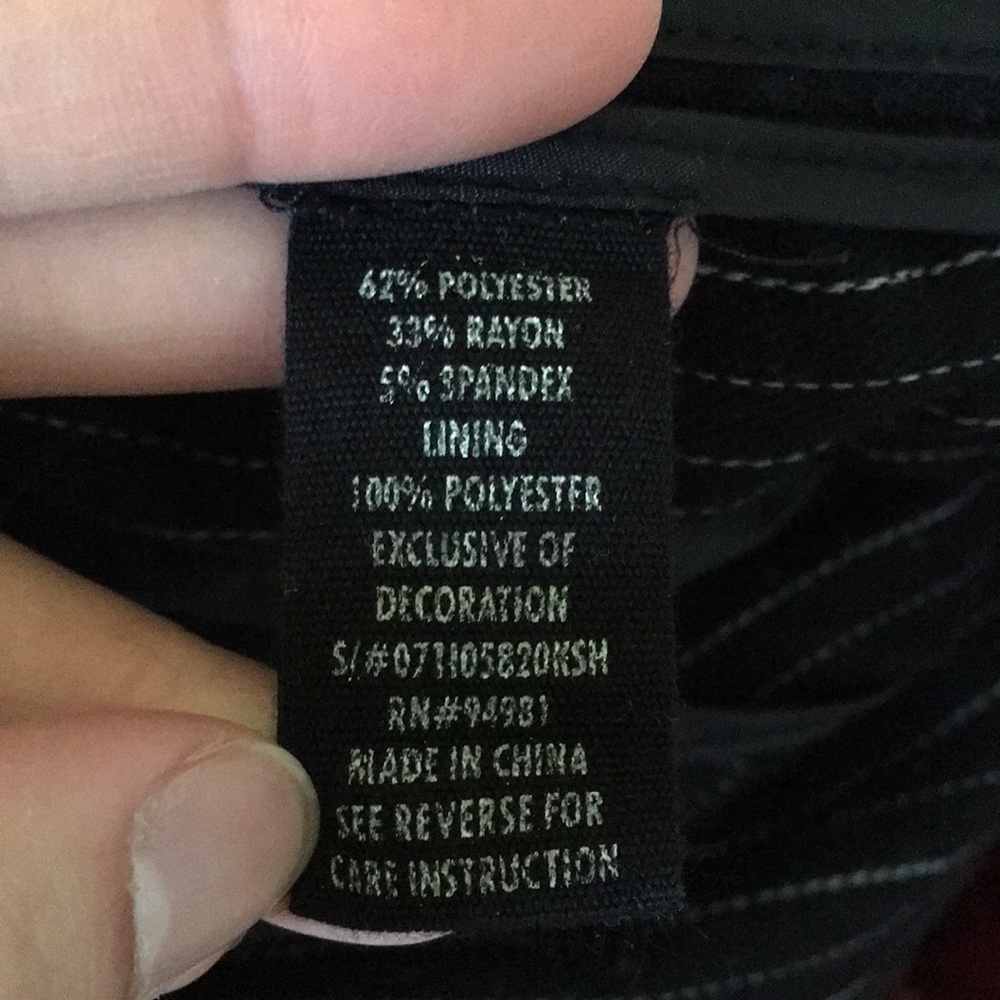 62% POLYESTER
33% RAYON
5% SPANDEX
LINING
100% POLYESTER
EXCLUSIVE OF
DECORATION
S/#071105820KSH
RN#94981
MADE IN CHINA
SEE REVERSE FOR
CARE INSTRUCTION